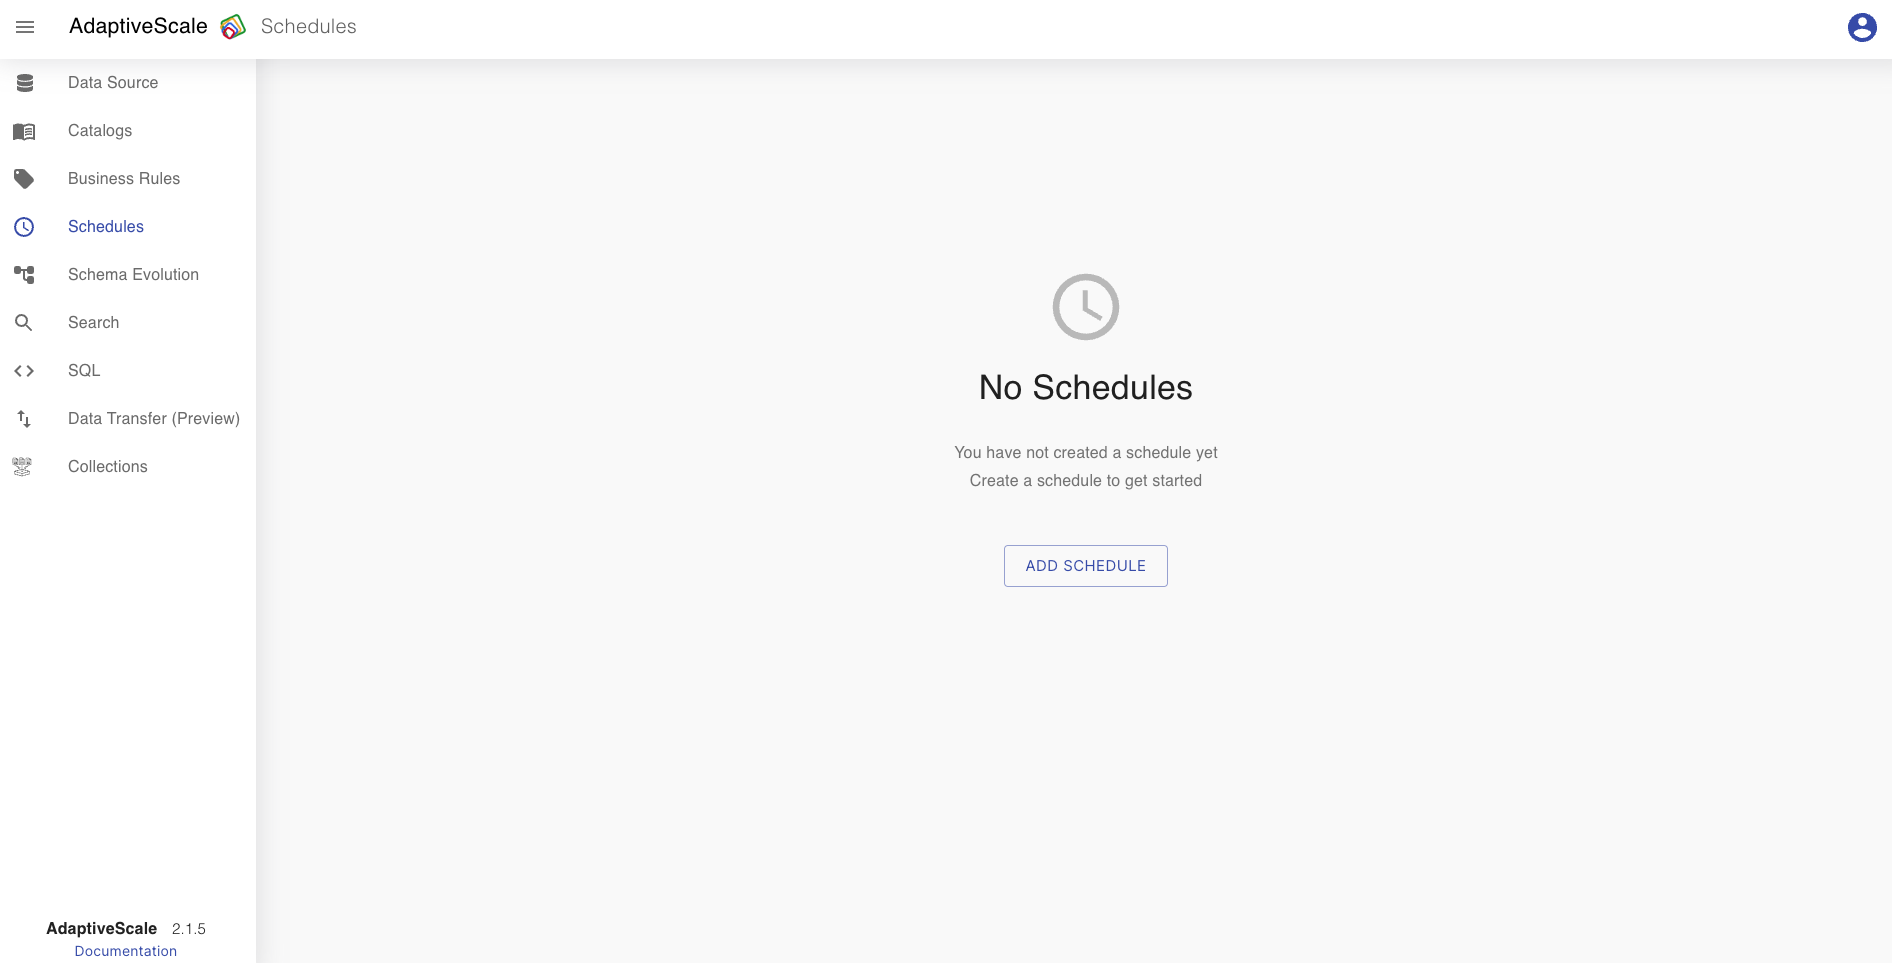 AdaptiveScale
Schedules
Data Source
Catalogs
Business Rules
Schedules
Schema Evolution
Search
SQL
Data Transfer (Preview)
Collections
No Schedules
You have not created a schedule yet
Create a schedule to get started
ADD SCHEDULE
AdaptiveScale 2.1.5
Documentation